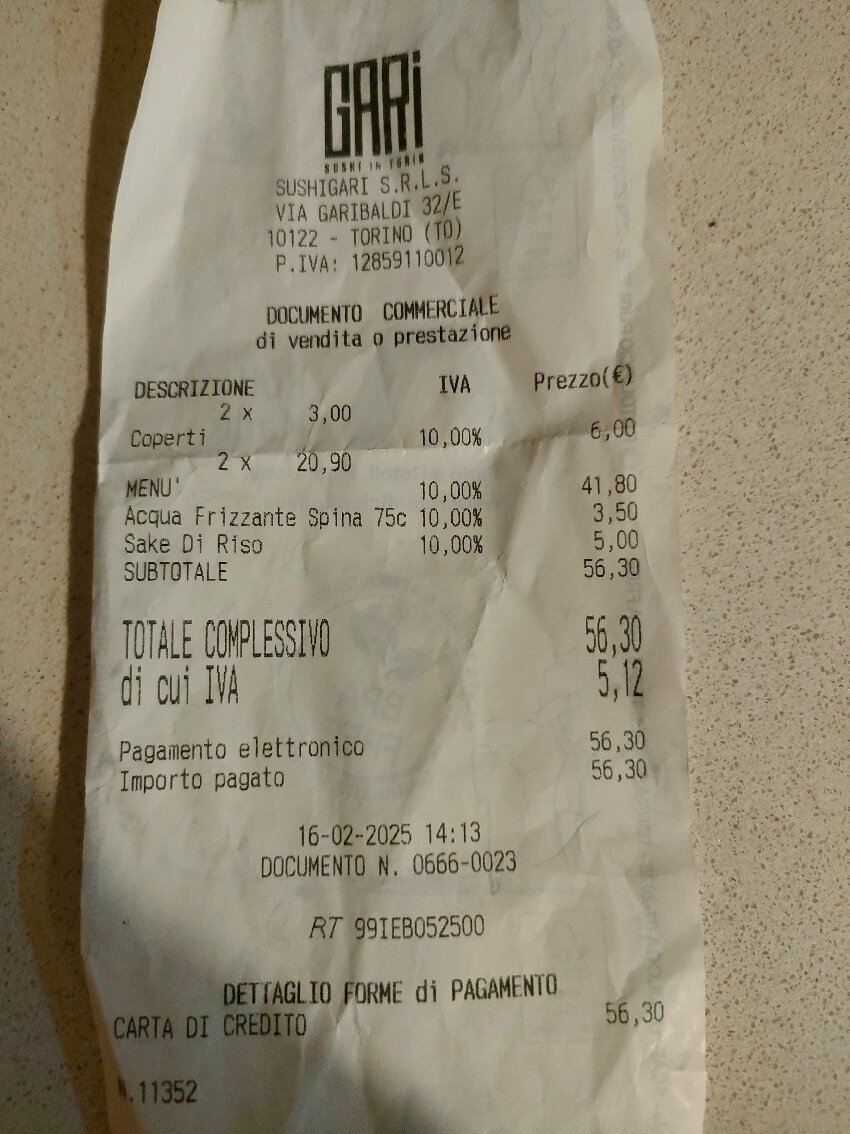 GARi
SUSHI IN TURIN
SUSHIGARI S.R.L.S.
VIA GARIBALDI 32/E
10122 - TORINO (TO)
P.IVA: 12859110012
DOCUMENTO COMMERCIALE
di vendita o prestazione
DESCRIZIONE IVA Prezzo(€)
2 x 3,00
Coperti 10,00% 6,00
2 x 20,90
MENU' 10,00% 41,80
Acqua Frizzante Spina 75c 10,00% 3,50
Sake Di Riso 10,00% 5,00
SUBTOTALE 56,30
TOTALE COMPLESSIVO 56,30
di cui IVA 5,12
Pagamento elettronico 56,30
Importo pagato 56,30
16-02-2025 14:13
DOCUMENTO N. 0666-0023
RT 99IEB052500
DETTAGLIO FORME di PAGAMENTO
CARTA DI CREDITO 56,30
.11352